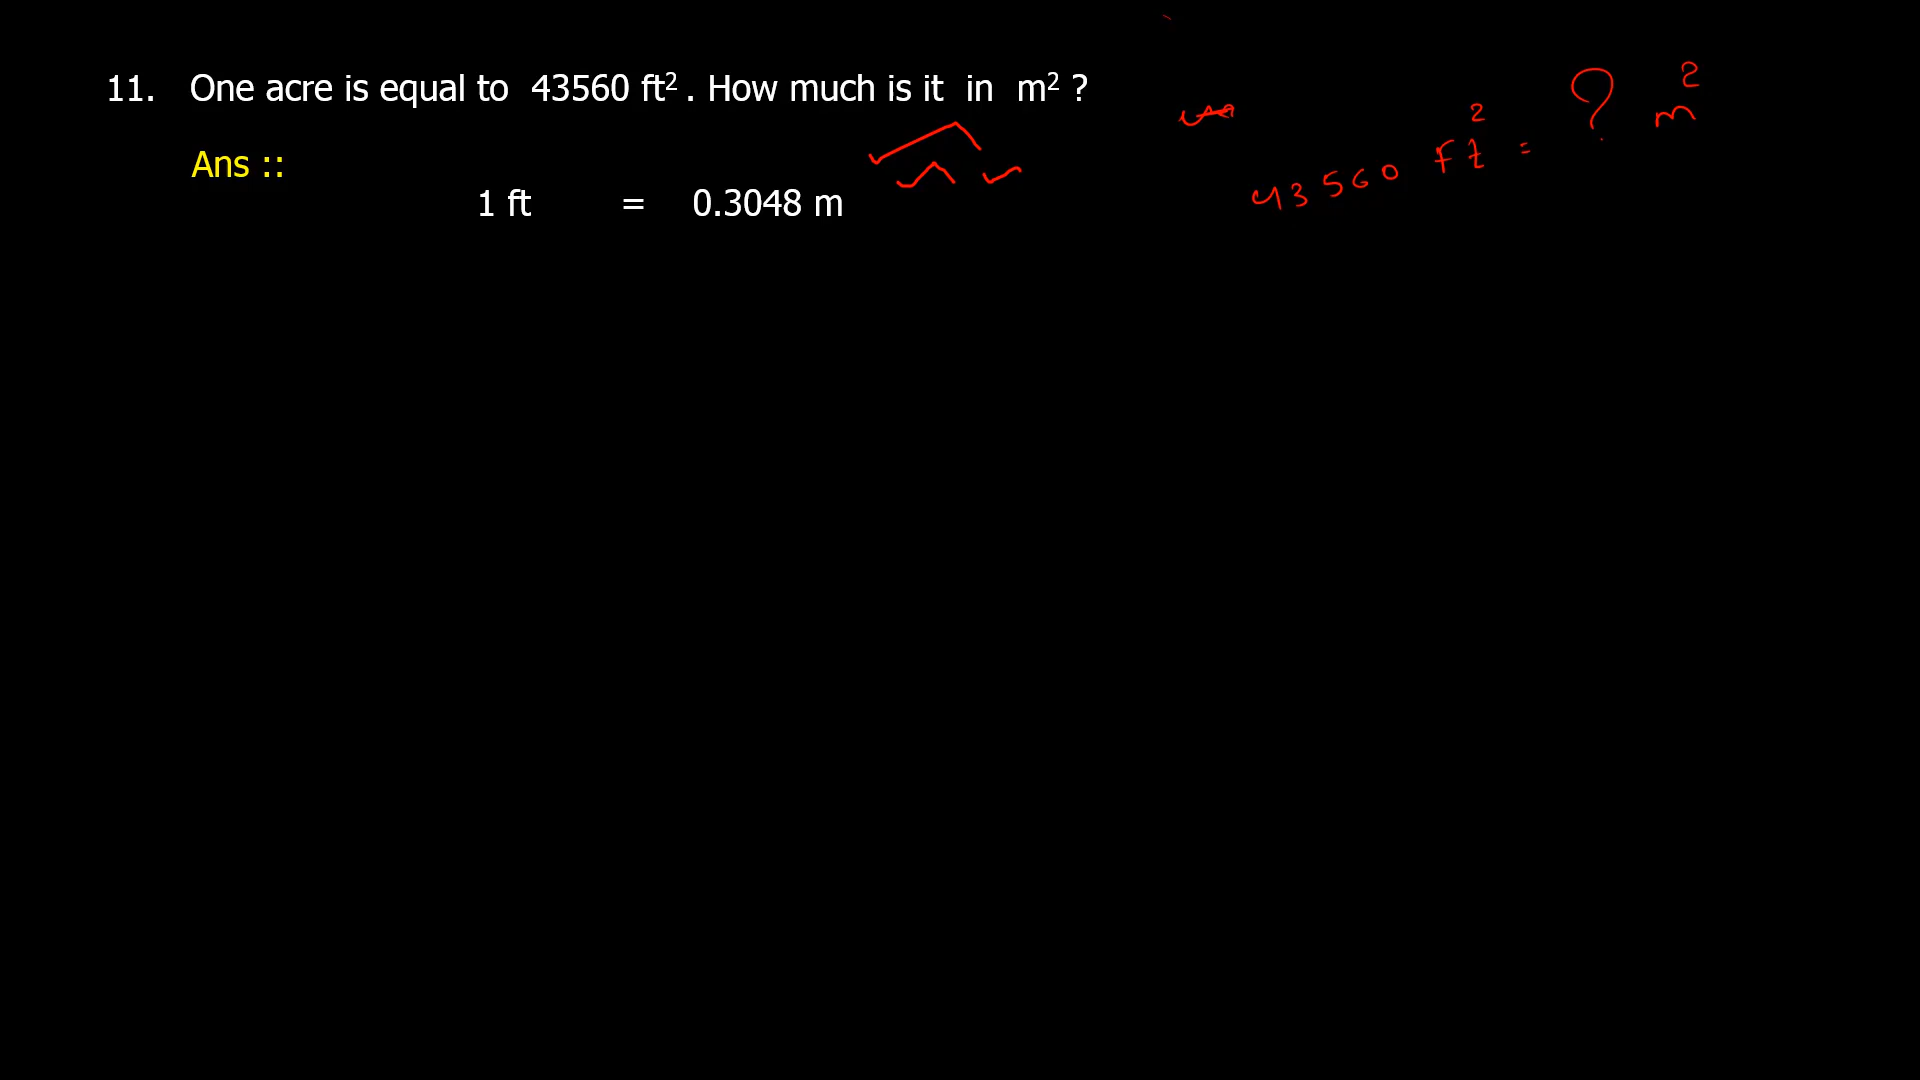 11. One acre is equal to 43560 ft² . How much is it in m² ?
43560 ft² = ? m²
Ans ::
1 ft = 0.3048 m